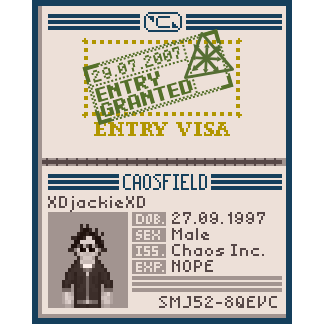 29.07.2007
ENTRY
GRANTED
ENTRY VISA
CAOSFIELD
XDjackieXD
DOB. 27.09.1997
SEX Male
ISS. Chaos Inc.
EXP. NOPE
SMJ52-8QEVC